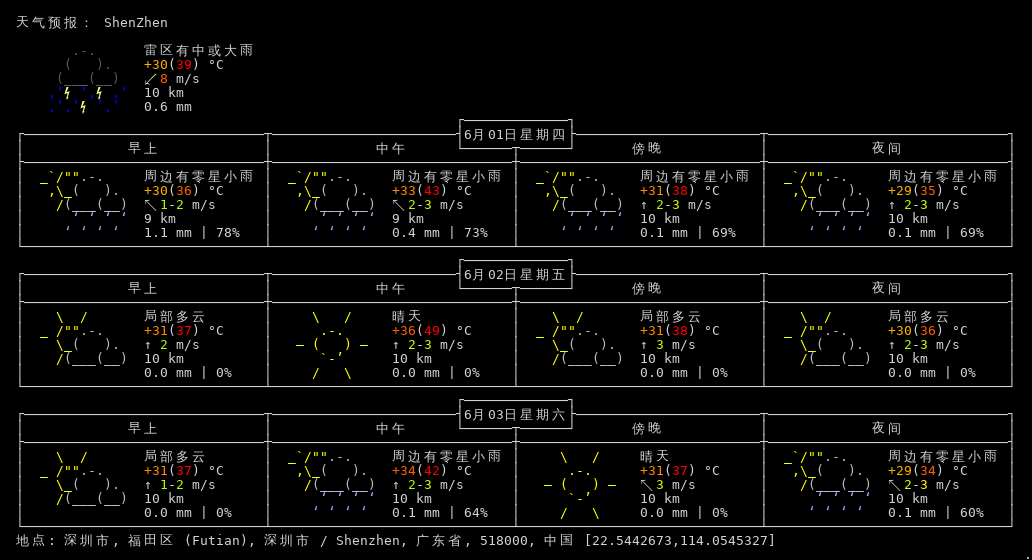 天气预报： ShenZhen
雷区有中或大雨
+30(39) °C
↙8 m/s
10 km
0.6 mm
6月01日星期四
早上 中午 傍晚 夜间
周边有零星小雨 周边有零星小雨 周边有零星小雨 周边有零星小雨
+30(36) °C +33(43) °C +31(38) °C +29(35) °C
↖1-2 m/s ↖2-3 m/s ↑ 2-3 m/s ↑ 2-3 m/s
9 km 9 km 10 km 10 km
1.1 mm | 78% 0.4 mm | 73% 0.1 mm | 69% 0.1 mm | 69%
6月02日星期五
早上 中午 傍晚 夜间
局部多云 晴天 局部多云 局部多云
+31(37) °C +36(49) °C +31(38) °C +30(36) °C
↑ 2 m/s ↑ 2-3 m/s ↑ 3 m/s ↑ 2-3 m/s
10 km 10 km 10 km 10 km
0.0 mm | 0% 0.0 mm | 0% 0.0 mm | 0% 0.0 mm | 0%
6月03日星期六
早上 中午 傍晚 夜间
局部多云 周边有零星小雨 晴天 周边有零星小雨
+31(37) °C +34(42) °C +31(37) °C +29(34) °C
↑ 1-2 m/s ↑ 2-3 m/s ↖3 m/s ↖2-3 m/s
10 km 10 km 10 km 10 km
0.0 mm | 0% 0.1 mm | 64% 0.0 mm | 0% 0.1 mm | 60%
地点: 深圳市, 福田区 (Futian), 深圳市 / Shenzhen, 广东省, 518000, 中国 [22.5442673,114.0545327]